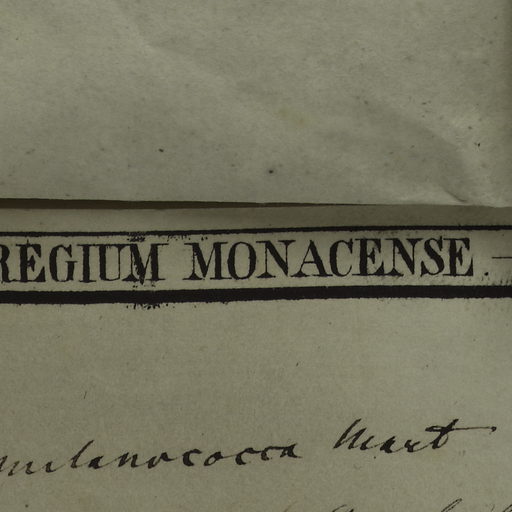 REGIUM MONACENSE. —
melanococca Mart